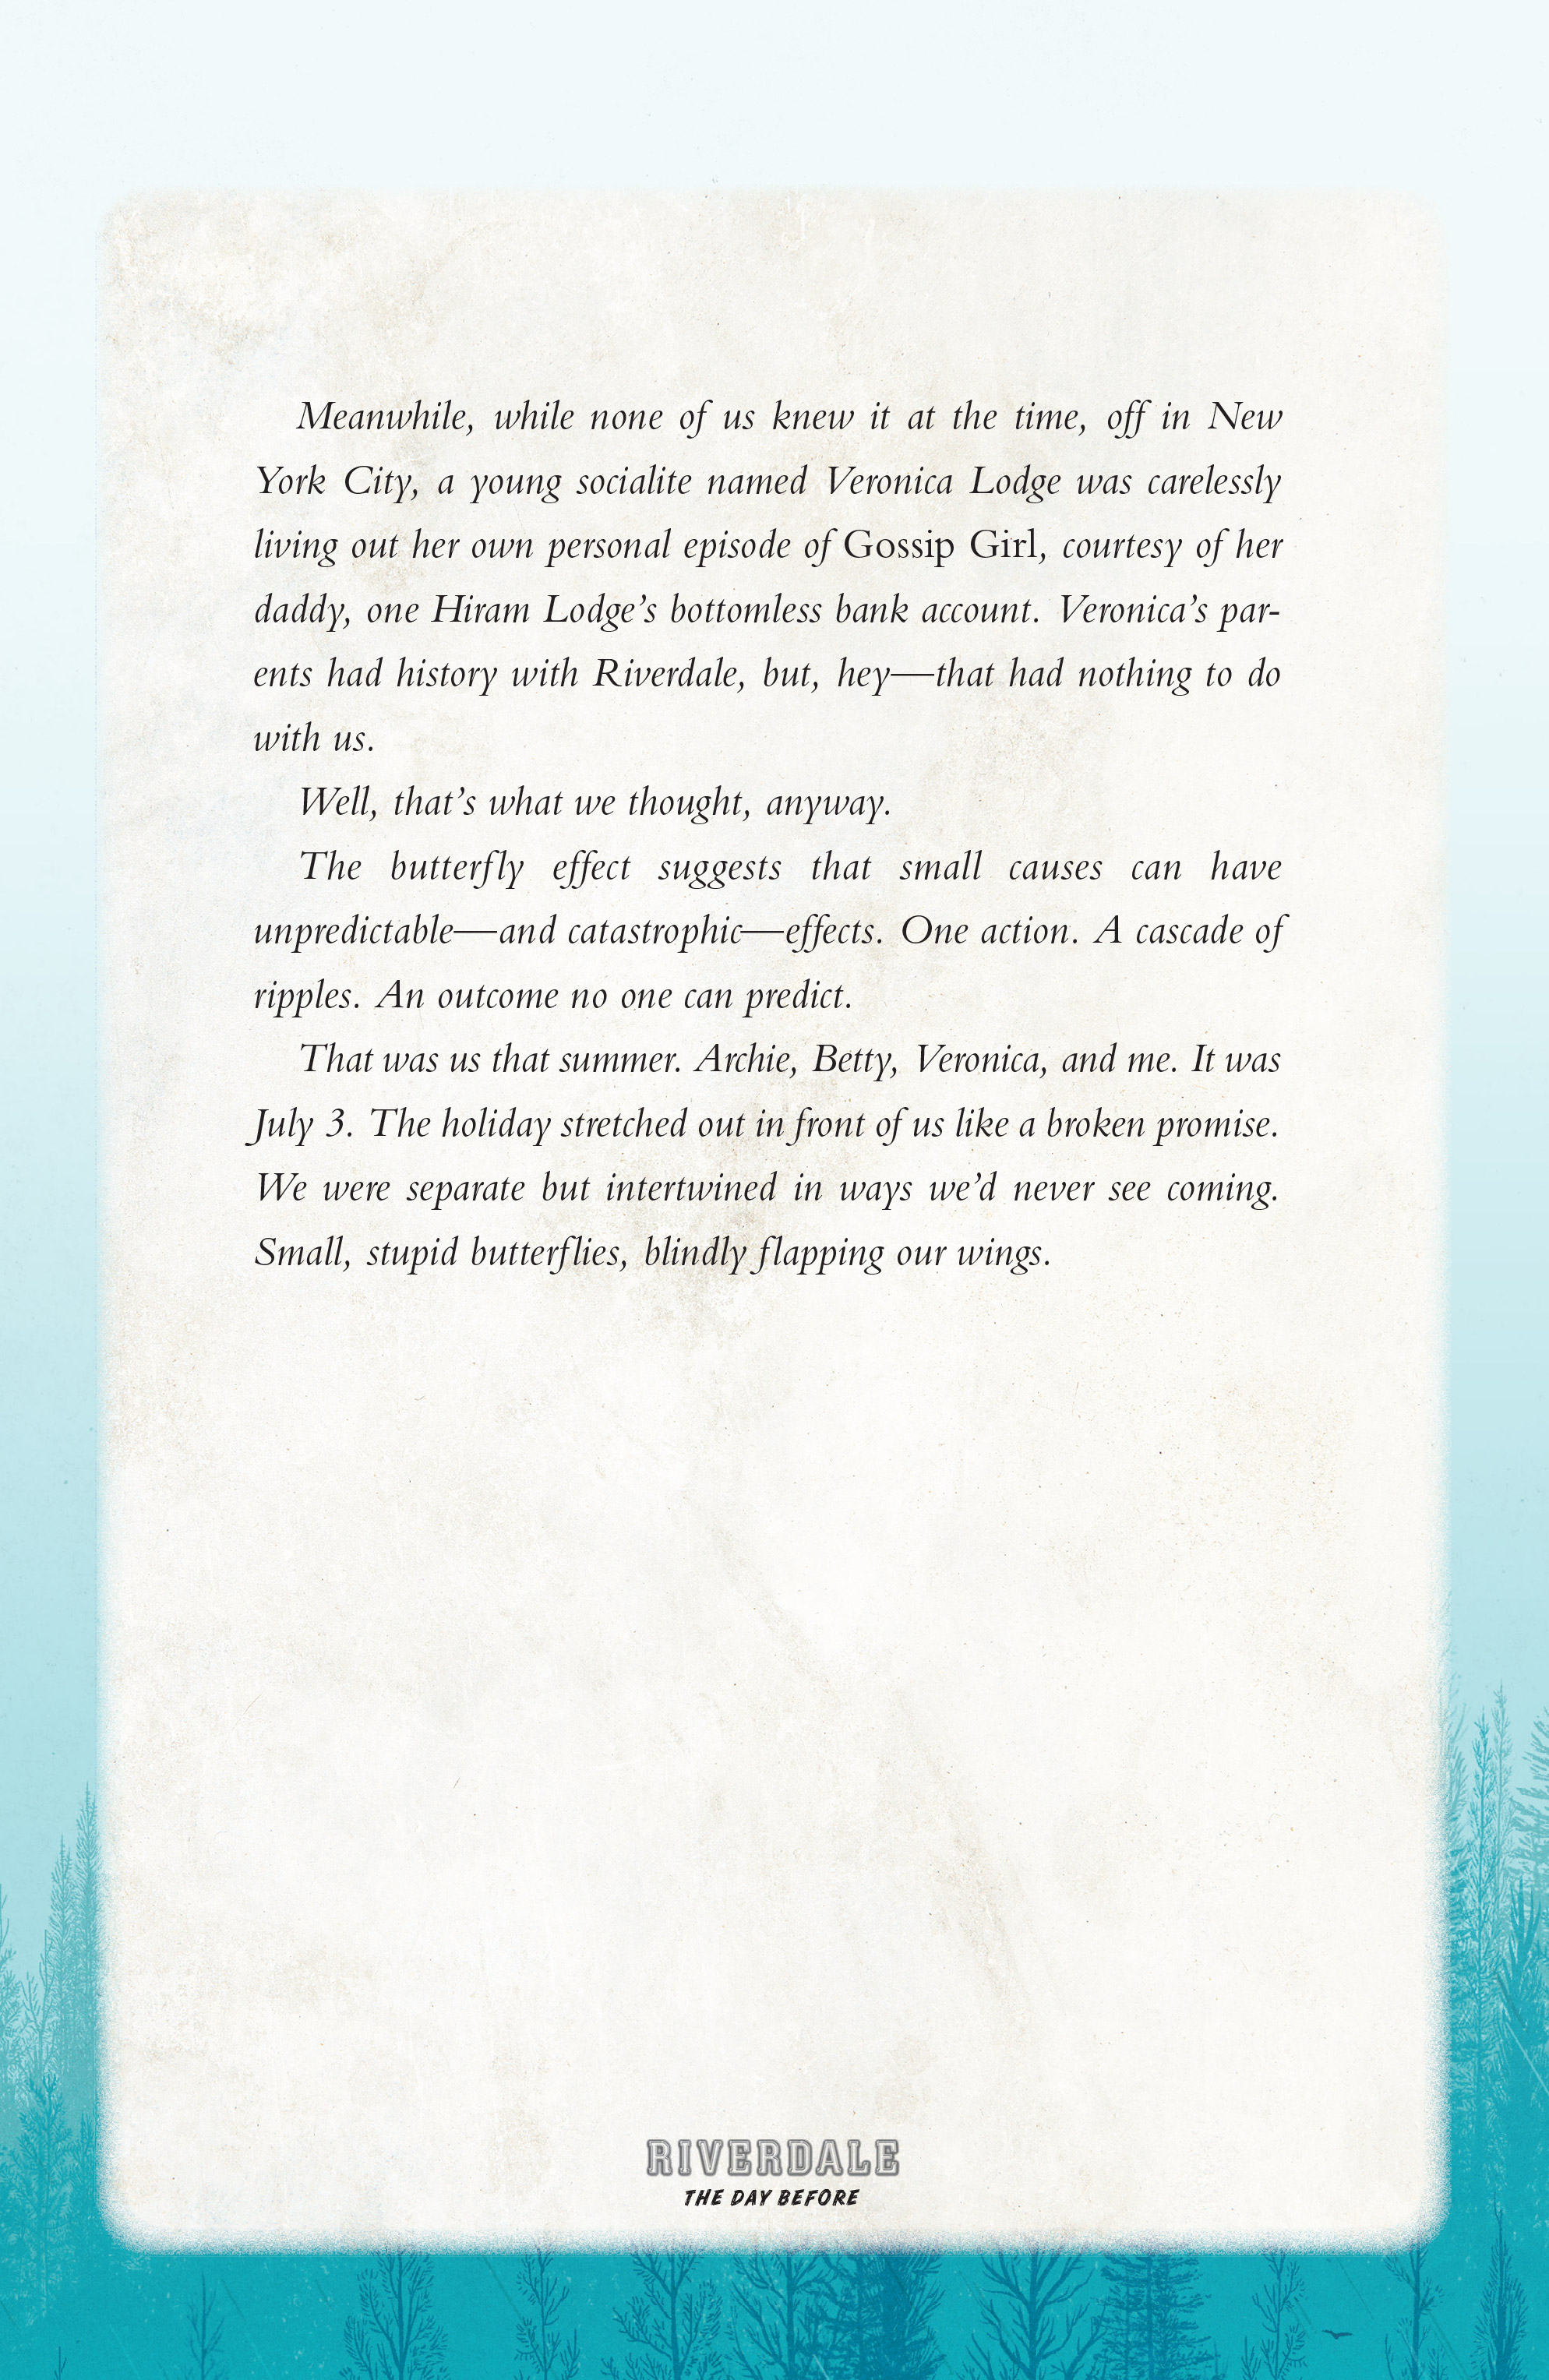 Meanwhile, while none of us knew it at the time, off in New
York City, a young socialite named Veronica Lodge was carelessly
living out her own personal episode of Gossip Girl, courtesy of her
daddy, one Hiram Lodge’s bottomless bank account. Veronica’s par-
ents had history with Riverdale, but, hey—that had nothing to do
with us.
Well, that’s what we thought, anyway.
The butterfly effect suggests that small causes can have
unpredictable—and catastrophic—effects. One action. A cascade of
ripples. An outcome no one can predict.
That was us that summer. Archie, Betty, Veronica, and me. It was
July 3. The holiday stretched out in front of us like a broken promise.
We were separate but intertwined in ways we’d never see coming.
Small, stupid butterflies, blindly flapping our wings.
RIVERDALE
THE DAY BEFORE